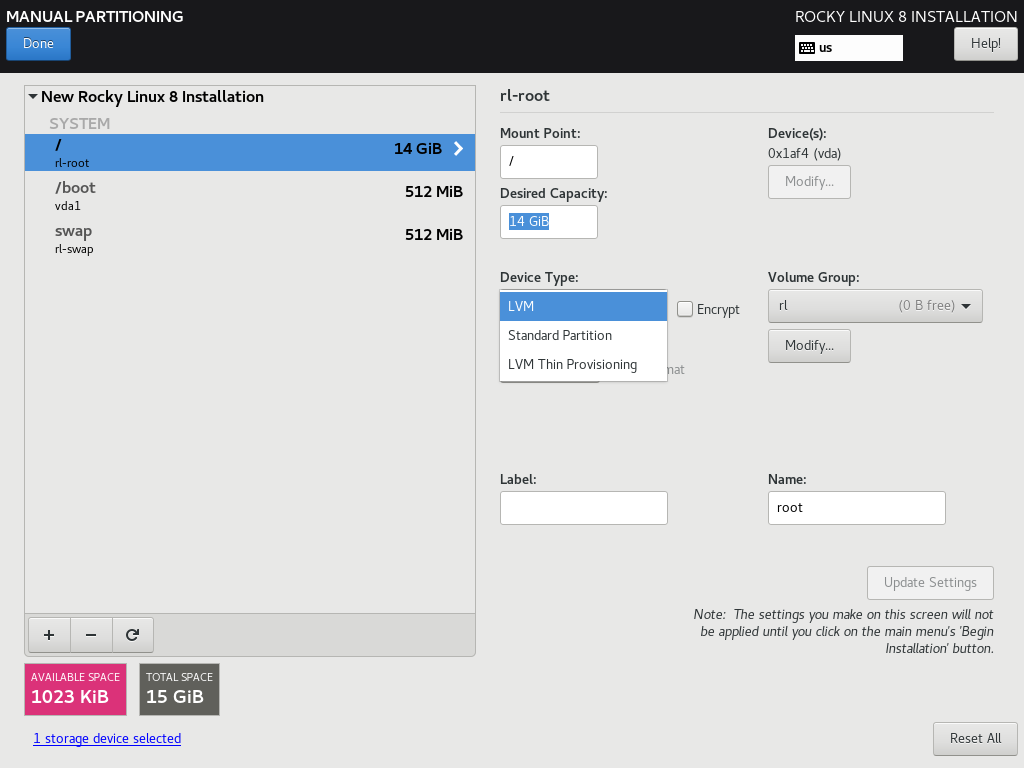 MANUAL PARTITIONING
ROCKY LINUX 8 INSTALLATION
Done
us
Help!
New Rocky Linux 8 Installation
SYSTEM
/
14 GiB
rl-root
/boot
512 MiB
vda1
swap
512 MiB
rl-swap
AVAILABLE SPACE
1023 KiB
TOTAL SPACE
15 GiB
1 storage device selected
rl-root
Mount Point:
/
Desired Capacity:
14 GiB
Device(s):
0x1af4 (vda)
Modify...
Device Type:
LVM
Standard Partition
LVM Thin Provisioning
Encrypt
mat
Volume Group:
rl (0 B free)
Modify...
Label:
Name:
root
Update Settings
Note: The settings you make on this screen will not
be applied until you click on the main menu's 'Begin
Installation' button.
Reset All